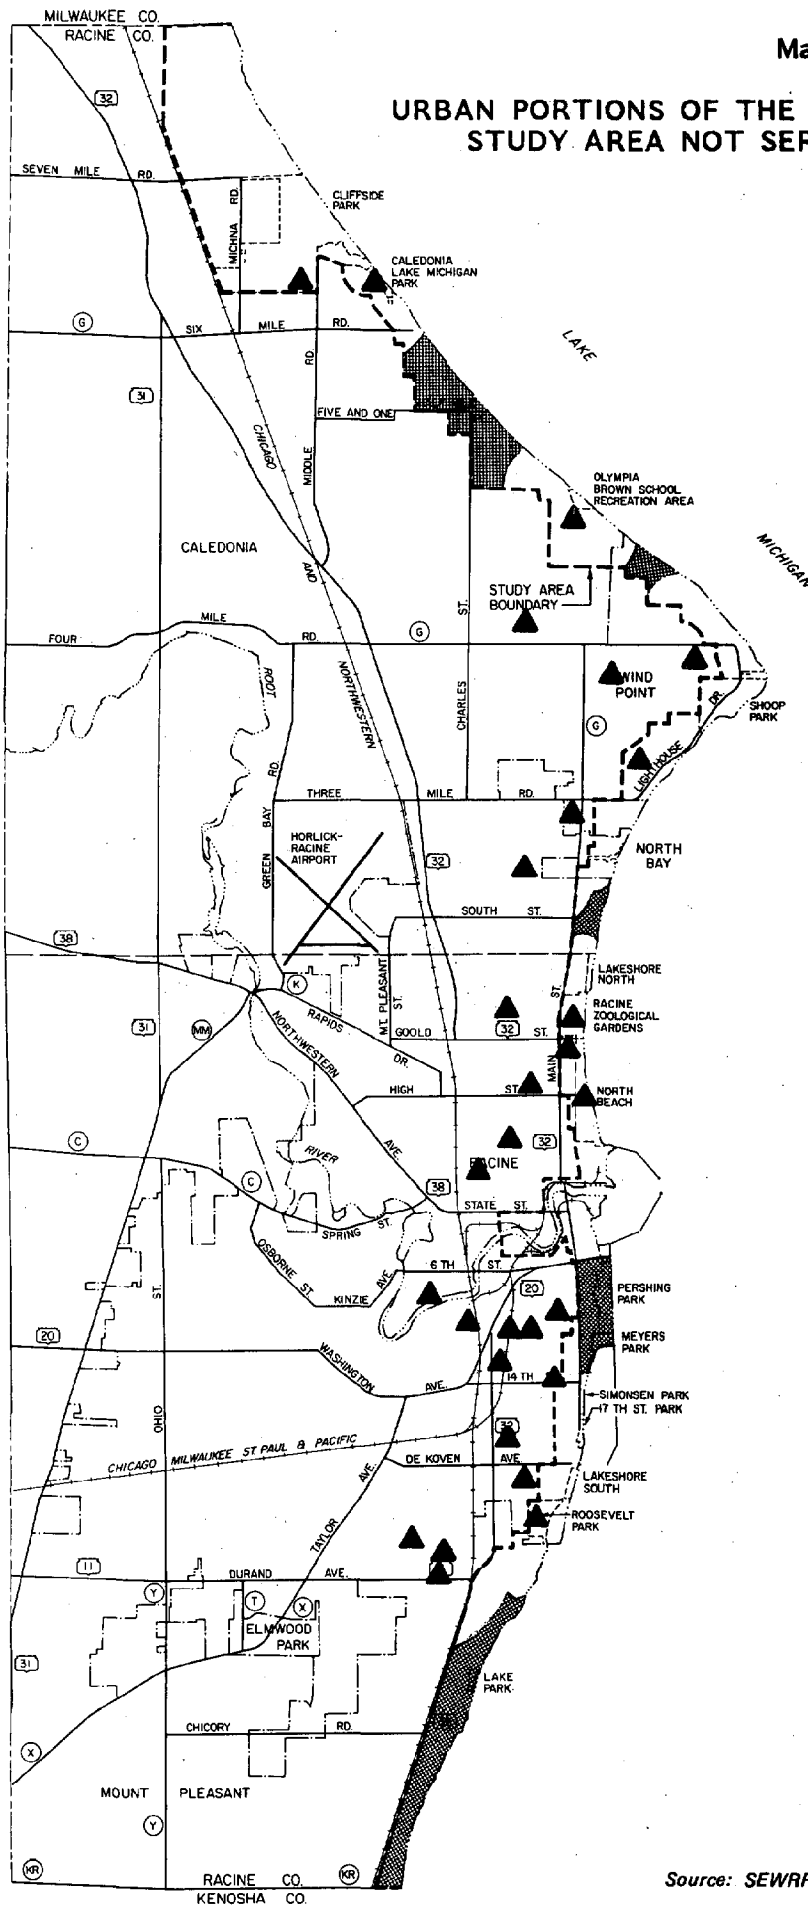 MILWAUKEE CO.
RACINE CO.
Ma
URBAN PORTIONS OF THE
STUDY AREA NOT SER
32
SEVEN MILE RD.
MICHNA RD.
CLIFFSIDE
PARK
CALEDONIA
LAKE MICHIGAN
PARK
G
SIX MILE RD.
LAKE
31
RD.
FIVE AND ONE
CHICAGO
MIDDLE
OLYMPIA
BROWN SCHOOL
RECREATION AREA
MICHIGAN
CALEDONIA
AND
STUDY AREA
BOUNDARY
ST.
FOUR MILE RD.
G
ROOT
NORTHWESTERN
CHARLES
WIND
POINT
DR.
SHOOP
PARK
G
LIGHTHOUSE
RD.
THREE MILE RD.
GREEN BAY
HORLICK-
RACINE
AIRPORT
32
NORTH
BAY
SOUTH ST.
38
MT. PLEASANT
ST.
LAKESHORE
NORTH
K
ST.
RACINE
ZOOLOGICAL
GARDENS
31
MM
NORTHWESTERN
RAPIDS
GOOLD
32
ST.
DR.
MAIN
HIGH ST.
NORTH
BEACH
C
RIVER
AVE.
32
RACINE
C
38
STATE ST.
SPRING ST.
OSBORNE ST.
6 TH ST.
AVE
KINZIE
20
PERSHING
PARK
ST.
20
MEYERS
PARK
WASHINGTON AVE.
14 TH
SIMONSEN PARK
17 TH ST. PARK
OHIO
32
CHICAGO MILWAUKEE ST PAUL & PACIFIC
AVE.
DE KOVEN AVE.
LAKESHORE
SOUTH
TAYLOR
ROOSEVELT
PARK
11
DURAND AVE.
Y
T
X
ELMWOOD
PARK
31
LAKE
PARK
CHICORY RD.
X
MOUNT PLEASANT
Y
KR
RACINE CO.
KR
KENOSHA CO.
Source: SEWRP